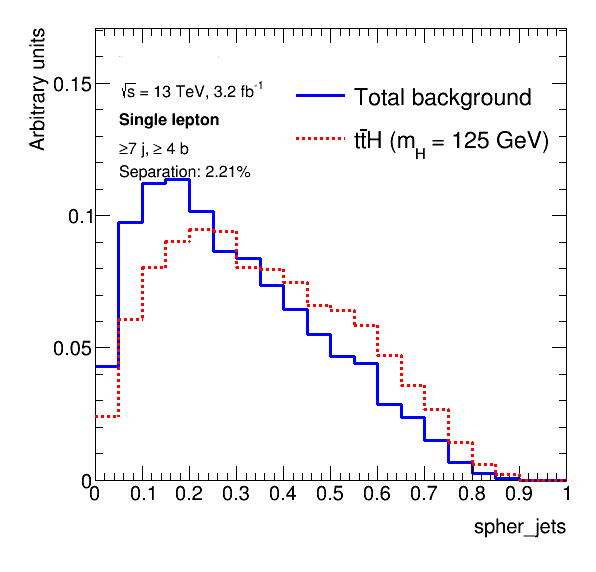 Arbitrary units
√s = 13 TeV, 3.2 fb⁻¹
Single lepton
≥7 j, ≥ 4 b
Separation: 2.21%
Total background
tt̄H (m_H = 125 GeV)
0.15
0.1
0.05
0
0 0.1 0.2 0.3 0.4 0.5 0.6 0.7 0.8 0.9 1
spher_jets